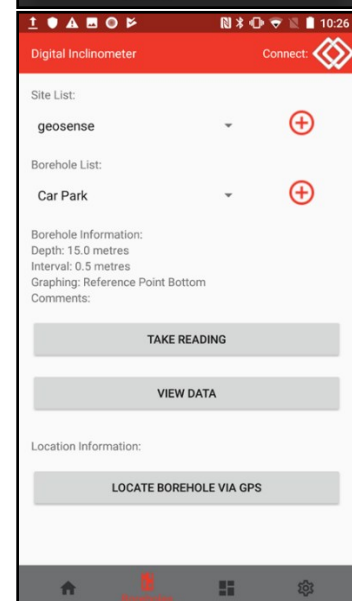 10:26
Digital Inclinometer Connect:
Site List:
geosense
Borehole List:
Car Park
Borehole Information:
Depth: 15.0 metres
Interval: 0.5 metres
Graphing: Reference Point Bottom
Comments:
TAKE READING
VIEW DATA
Location Information:
LOCATE BOREHOLE VIA GPS